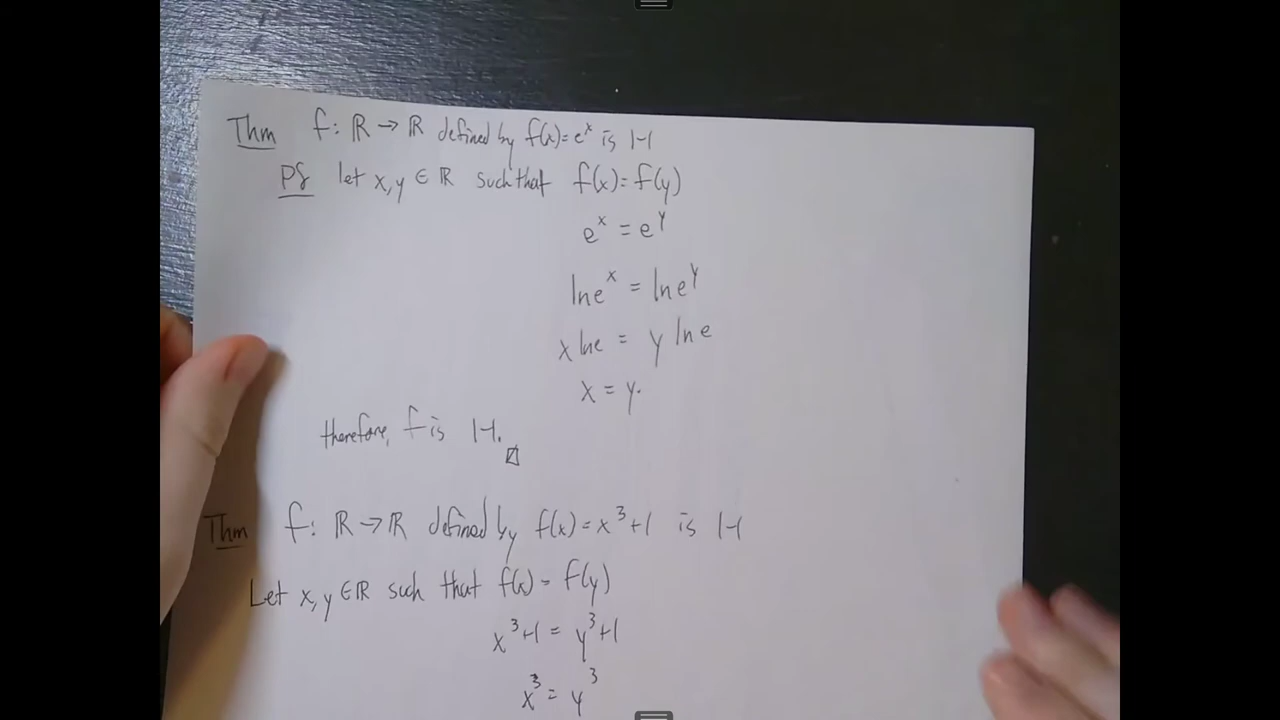 Thm f: ℝ → ℝ defined by f(x)=eˣ is 1-1
Pf let x,y ∈ ℝ such that f(x)=f(y)
eˣ = eʸ
ln eˣ = ln eʸ
x ln e = y ln e
x = y.
therefore, f is 1-1.
Thm f: ℝ → ℝ defined by f(x)=x³+1 is 1-1
Let x,y ∈ ℝ such that f(x) = f(y)
x³+1 = y³+1
x³ = y³